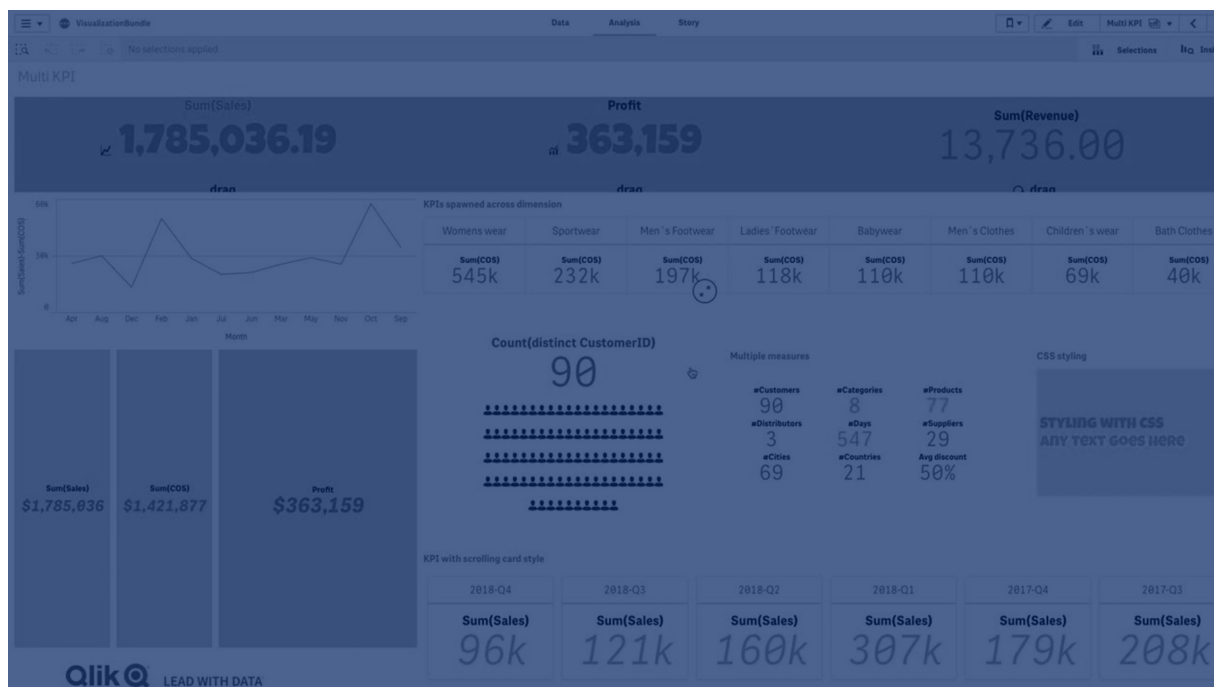 VisualizationBundle
Data Analysis Story
Edit Multi KPI
No selections applied
Selections Insi
Multi KPI
Sum(Sales)
1,785,036.19
drag
Profit
363,159
drag
Sum(Revenue)
13,736.00
drag
Sum(Sales)-Sum(COS)
60k
30k
0
Apr Aug Dec Feb Jan Jul Jun Mar May Nov Oct Sep
Month
KPIs spawned across dimension
Womens wear Sportwear Men´s Footwear Ladies´Footwear Babywear Men´s Clothes Children´s wear Bath Clothes
Sum(COS) Sum(COS) Sum(COS) Sum(COS) Sum(COS) Sum(COS) Sum(COS) Sum(COS)
545k 232k 197k 118k 110k 110k 69k 40k
Count(distinct CustomerID)
90
Multiple measures
#Customers #Categories #Products
90 8 77
#Distributors #Days #Suppliers
3 547 29
#Cities #Countries Avg discount
69 21 50%
CSS styling
STYLING WITH CSS
ANY TEXT GOES HERE
Sum(Sales) Sum(COS) Profit
$1,785,036 $1,421,877 $363,159
KPI with scrolling card style
2018-Q4 2018-Q3 2018-Q2 2018-Q1 2017-Q4 2017-Q3
Sum(Sales) Sum(Sales) Sum(Sales) Sum(Sales) Sum(Sales) Sum(Sales)
96k 121k 160k 307k 179k 208k
Qlik LEAD WITH DATA